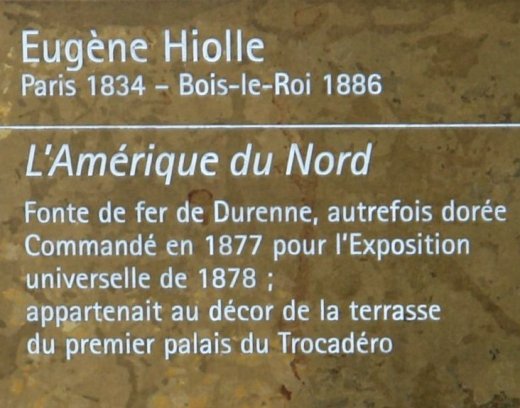 Eugène Hiolle
Paris 1834 – Bois-le-Roi 1886
L'Amérique du Nord
Fonte de fer de Durenne, autrefois dorée
Commandé en 1877 pour l'Exposition
universelle de 1878 ;
appartenait au décor de la terrasse
du premier palais du Trocadéro